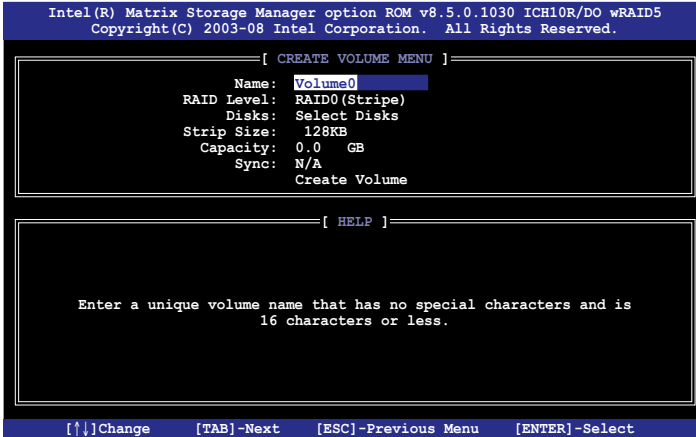 Intel(R) Matrix Storage Manager option ROM v8.5.0.1030 ICH10R/DO wRAID5
Copyright(C) 2003-08 Intel Corporation. All Rights Reserved.
[ CREATE VOLUME MENU ]
Name: Volume0
RAID Level: RAID0(Stripe)
Disks: Select Disks
Strip Size: 128KB
Capacity: 0.0 GB
Sync: N/A
Create Volume
[ HELP ]
Enter a unique volume name that has no special characters and is
16 characters or less.
[↑↓]Change [TAB]-Next [ESC]-Previous Menu [ENTER]-Select